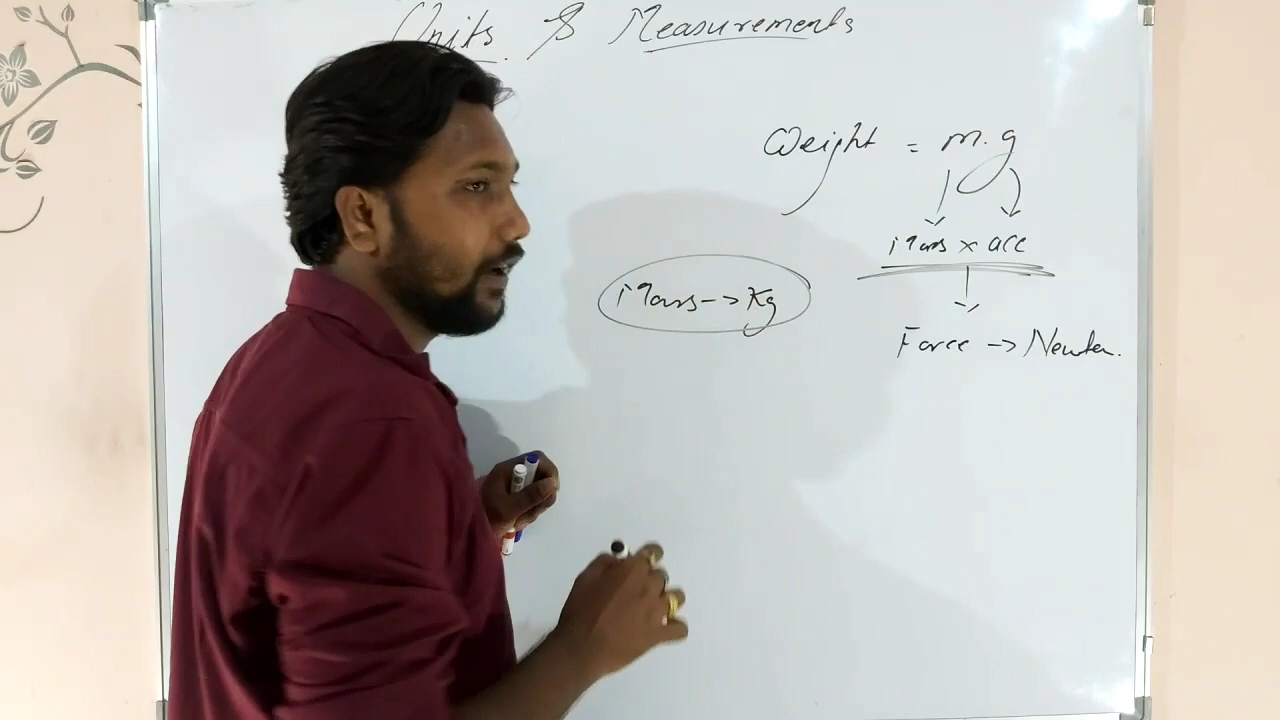 Units & Measurements
Weight = m.g
Mass x acc
Mass --> Kg
Force -> Newton.